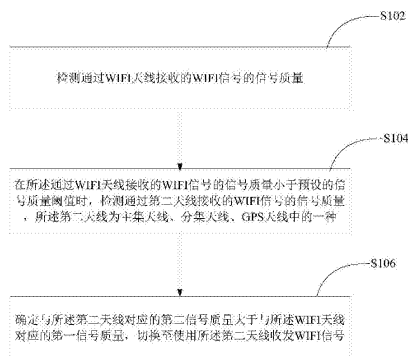 S102
检测通过WIFI天线接收的WIFI信号的信号质量
S104
在所述通过WIFI天线接收的WIFI信号的信号质量小于预设的信
号质量阈值时，检测通过第二天线接收的WIFI信号的信号质量
，所述第二天线为主集天线、分集天线、GPS天线中的一种
S106
确定与所述第二天线对应的第二信号质量大于与所述WIFI天线
对应的第一信号质量，切换至使用所述第二天线收发WIFI信号